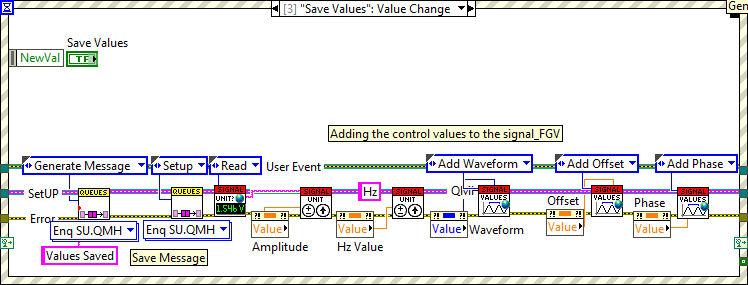 [3] "Save Values": Value Change
Gen
Save Values
NewVal
TF
Adding the control values to the signal_FGV
Generate Message
Setup
Read
User Event
Add Waveform
Add Offset
Add Phase
SetUP
QUEUES
QUEUES
SIGNAL
UNIT?
1.546 V
Hz
SIGNAL
UNIT
SIGNAL
UNIT
SIGNAL
VALUES
SIGNAL
VALUES
SIGNAL
VALUES
Error
Enq SU.QMH
Enq SU.QMH
Value
Amplitude
Value
Hz Value
Value
Waveform
Offset
Value
Phase
Value
Values Saved
Save Message